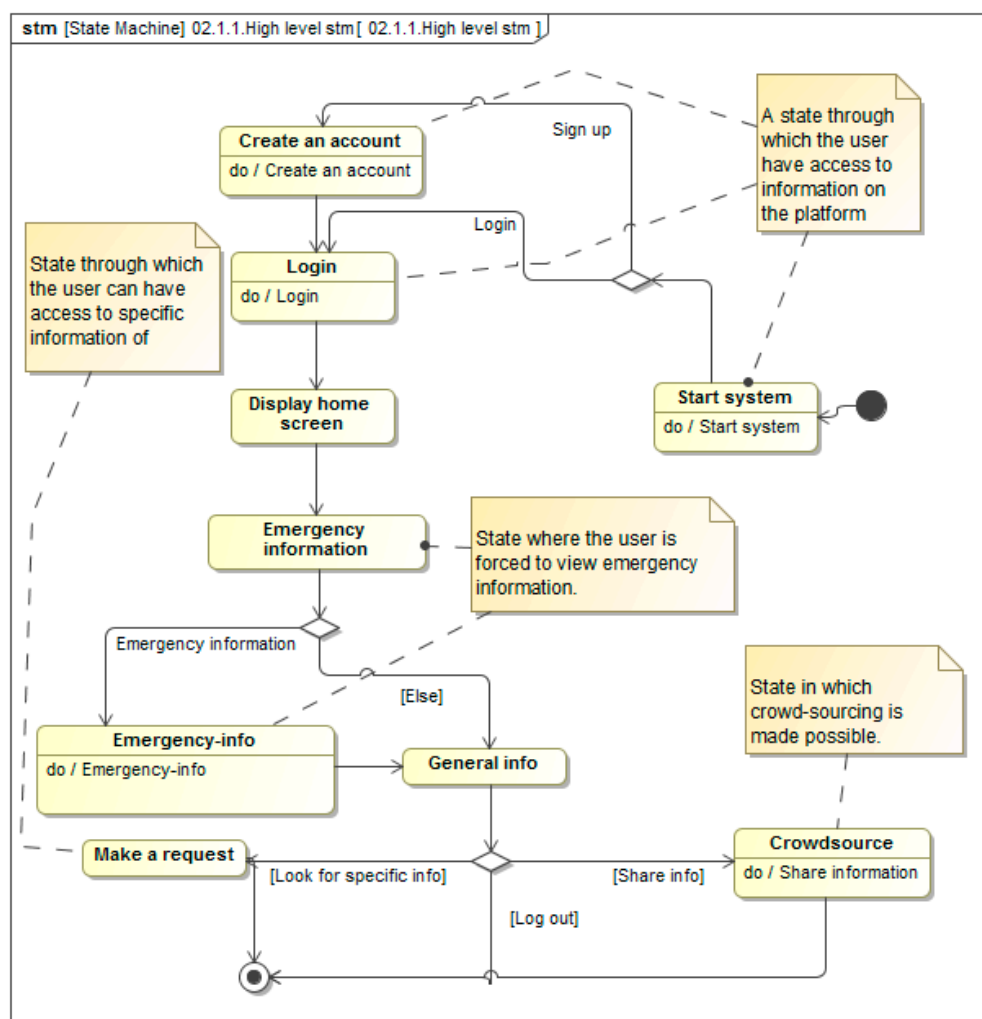 stm [State Machine] 02.1.1.High level stm[ 02.1.1.High level stm ]
Create an account
do / Create an account
Sign up
A state through
which the user
have access to
information on
the platform
State through which
the user can have
access to specific
information of
Login
Login
do / Login
Display home
screen
Start system
do / Start system
Emergency
information
State where the user is
forced to view emergency
information.
Emergency information
[Else]
State in which
crowd-sourcing is
made possible.
Emergency-info
do / Emergency-info
General info
Make a request
[Look for specific info]
[Share info]
Crowdsource
do / Share information
[Log out]